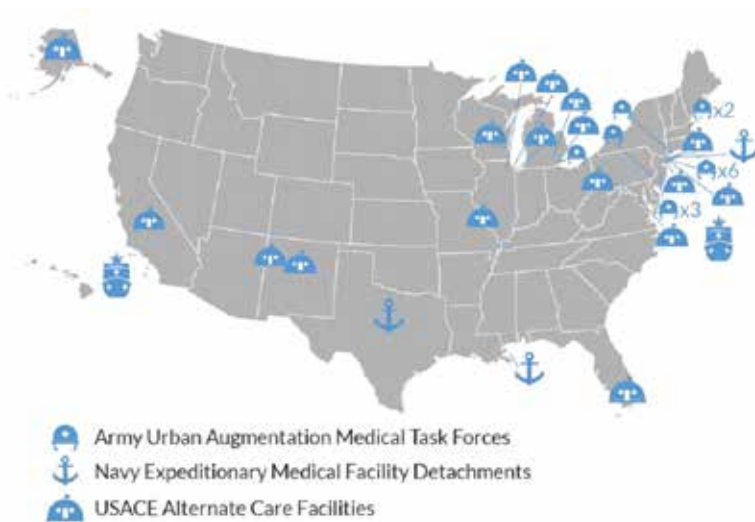 x2
x6
x3
Army Urban Augmentation Medical Task Forces
Navy Expeditionary Medical Facility Detachments
USACE Alternate Care Facilities